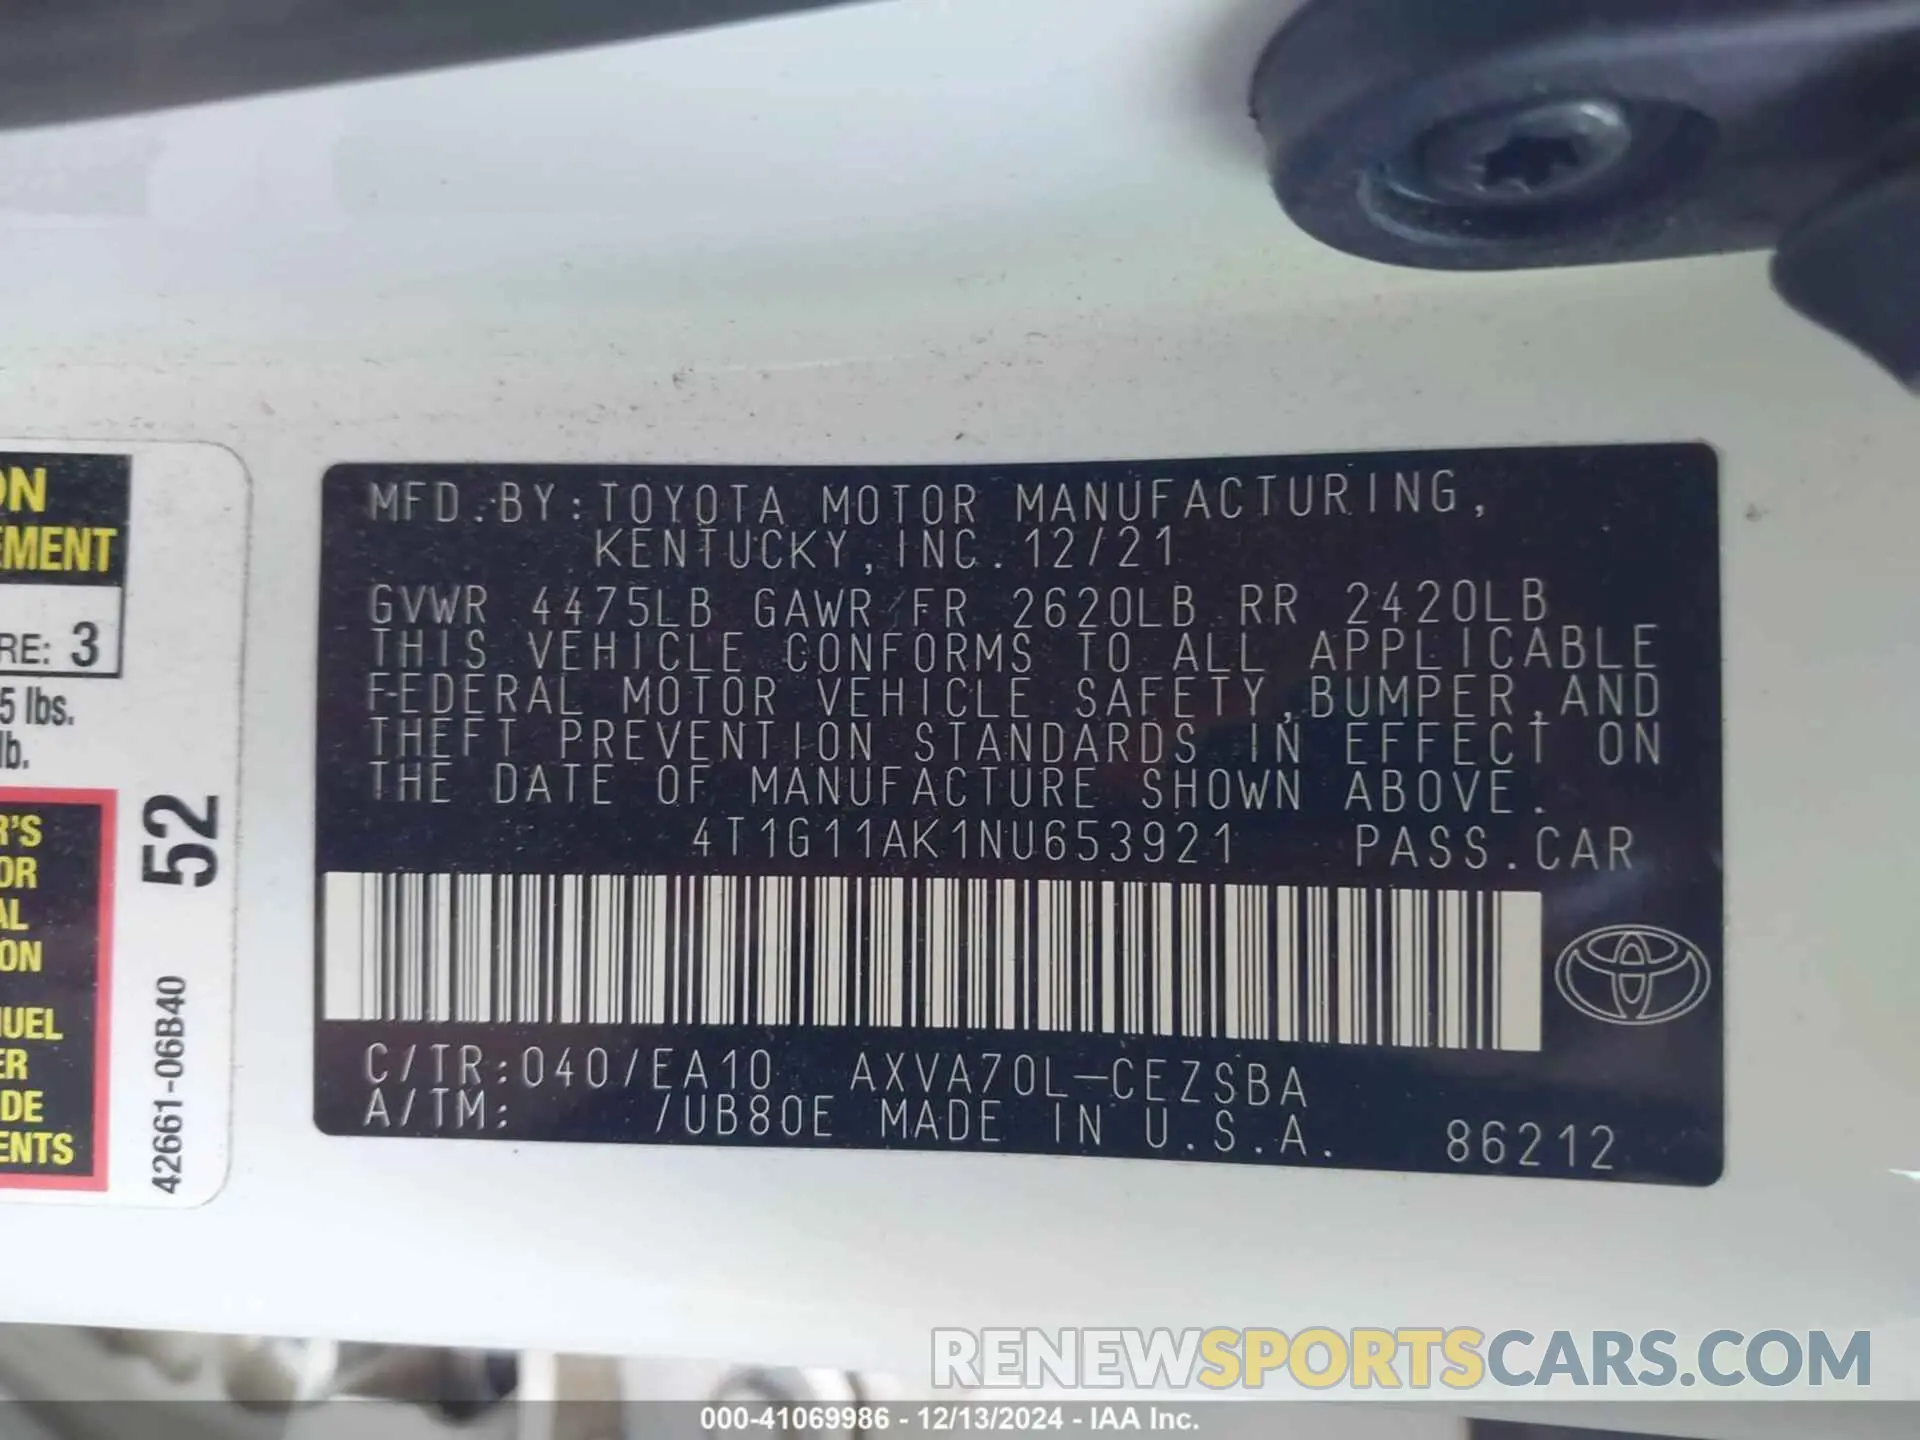 MFD.BY:TOYOTA MOTOR MANUFACTURING,
KENTUCKY,INC.12/21
GVWR 4475LB GAWR FR 2620LB RR 2420LB
THIS VEHICLE CONFORMS TO ALL APPLICABLE
FEDERAL MOTOR VEHICLE SAFETY,BUMPER,AND
THEFT PREVENTION STANDARDS IN EFFECT ON
THE DATE OF MANUFACTURE SHOWN ABOVE.
4T1G11AK1NU653921 PASS.CAR
C/TR:040/EA10 AXVA70L-CEZSBA
A/TM: /UB80E MADE IN U.S.A. 86212
ON
EMENT
RE: 3
5 lbs.
lb.
R'S
OR
AL
ON
UEL
ER
DE
ENTS
52
42661-06B40
RENEWSPORTSCARS.COM
000-41069986 - 12/13/2024 - IAA Inc.